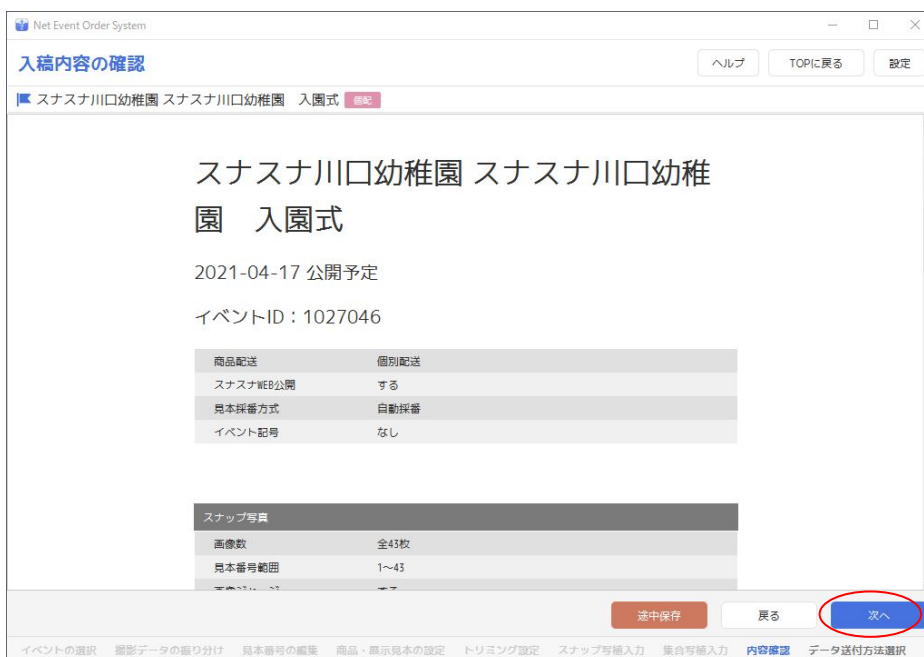 Net Event Order System
入稿内容の確認
ヘルプ
TOPに戻る
設定
スナスナ川口幼稚園 スナスナ川口幼稚園　入園式 個配
スナスナ川口幼稚園 スナスナ川口幼稚
園　入園式
2021-04-17 公開予定
イベントID：1027046
商品配送 個別配送
スナスナWEB公開 する
見本採番方式 自動採番
イベント記号 なし
スナップ写真
画像数 全43枚
見本番号範囲 1～43
途中保存
戻る
次へ
イベントの選択 撮影データの振り分け 見本番号の編集 商品・展示見本の設定 トリミング設定 スナップ写植入力 集合写植入力 内容確認 データ送付方法選択